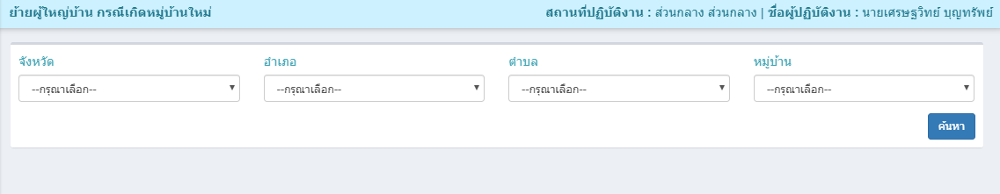 ย้ายผู้ใหญ่บ้าน กรณีเกิดหมู่บ้านใหม่ สถานที่ปฏิบัติงาน : ส่วนกลาง ส่วนกลาง | ชื่อผู้ปฏิบัติงาน : นายเศรษฐวิทย์ บุญทรัพย์
จังหวัด อำเภอ ตำบล หมู่บ้าน
--กรุณาเลือก-- --กรุณาเลือก-- --กรุณาเลือก-- --กรุณาเลือก--
ค้นหา